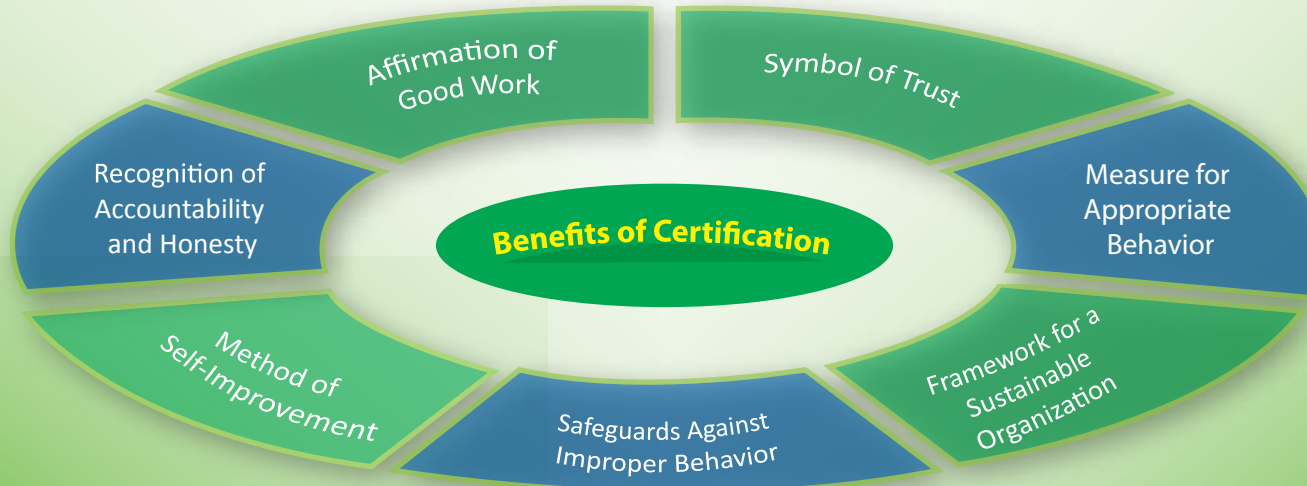 Affirmation of
Good Work
Symbol of Trust
Recognition of
Accountability
and Honesty
Benefits of Certification
Measure for
Appropriate
Behavior
Method of
Self-Improvement
Safeguards Against
Improper Behavior
Framework for a
Sustainable
Organization